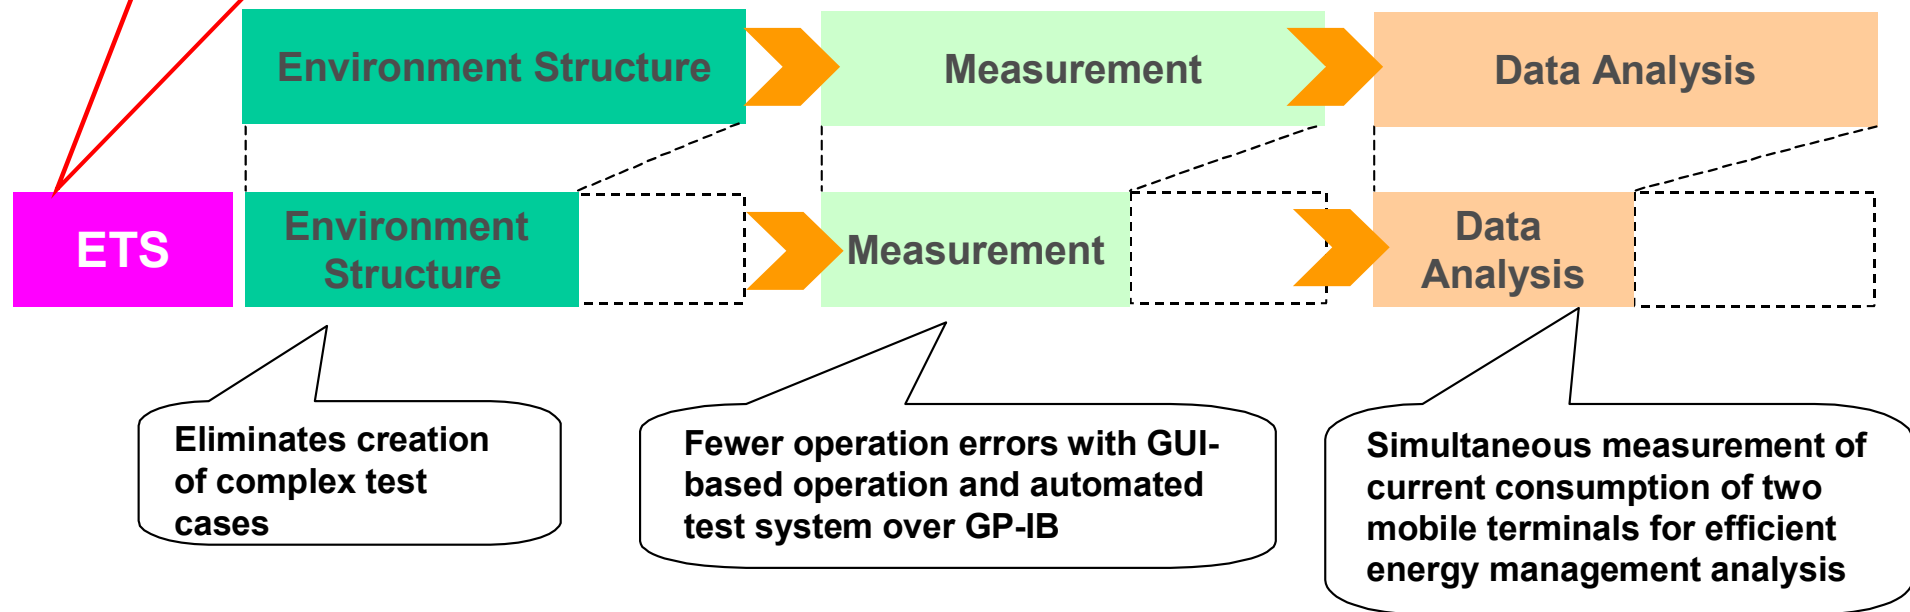 Environment Structure
Measurement
Data Analysis
ETS
Environment
Structure
Measurement
Data
Analysis
Eliminates creation
of complex test
cases
Fewer operation errors with GUI-
based operation and automated
test system over GP-IB
Simultaneous measurement of
current consumption of two
mobile terminals for efficient
energy management analysis